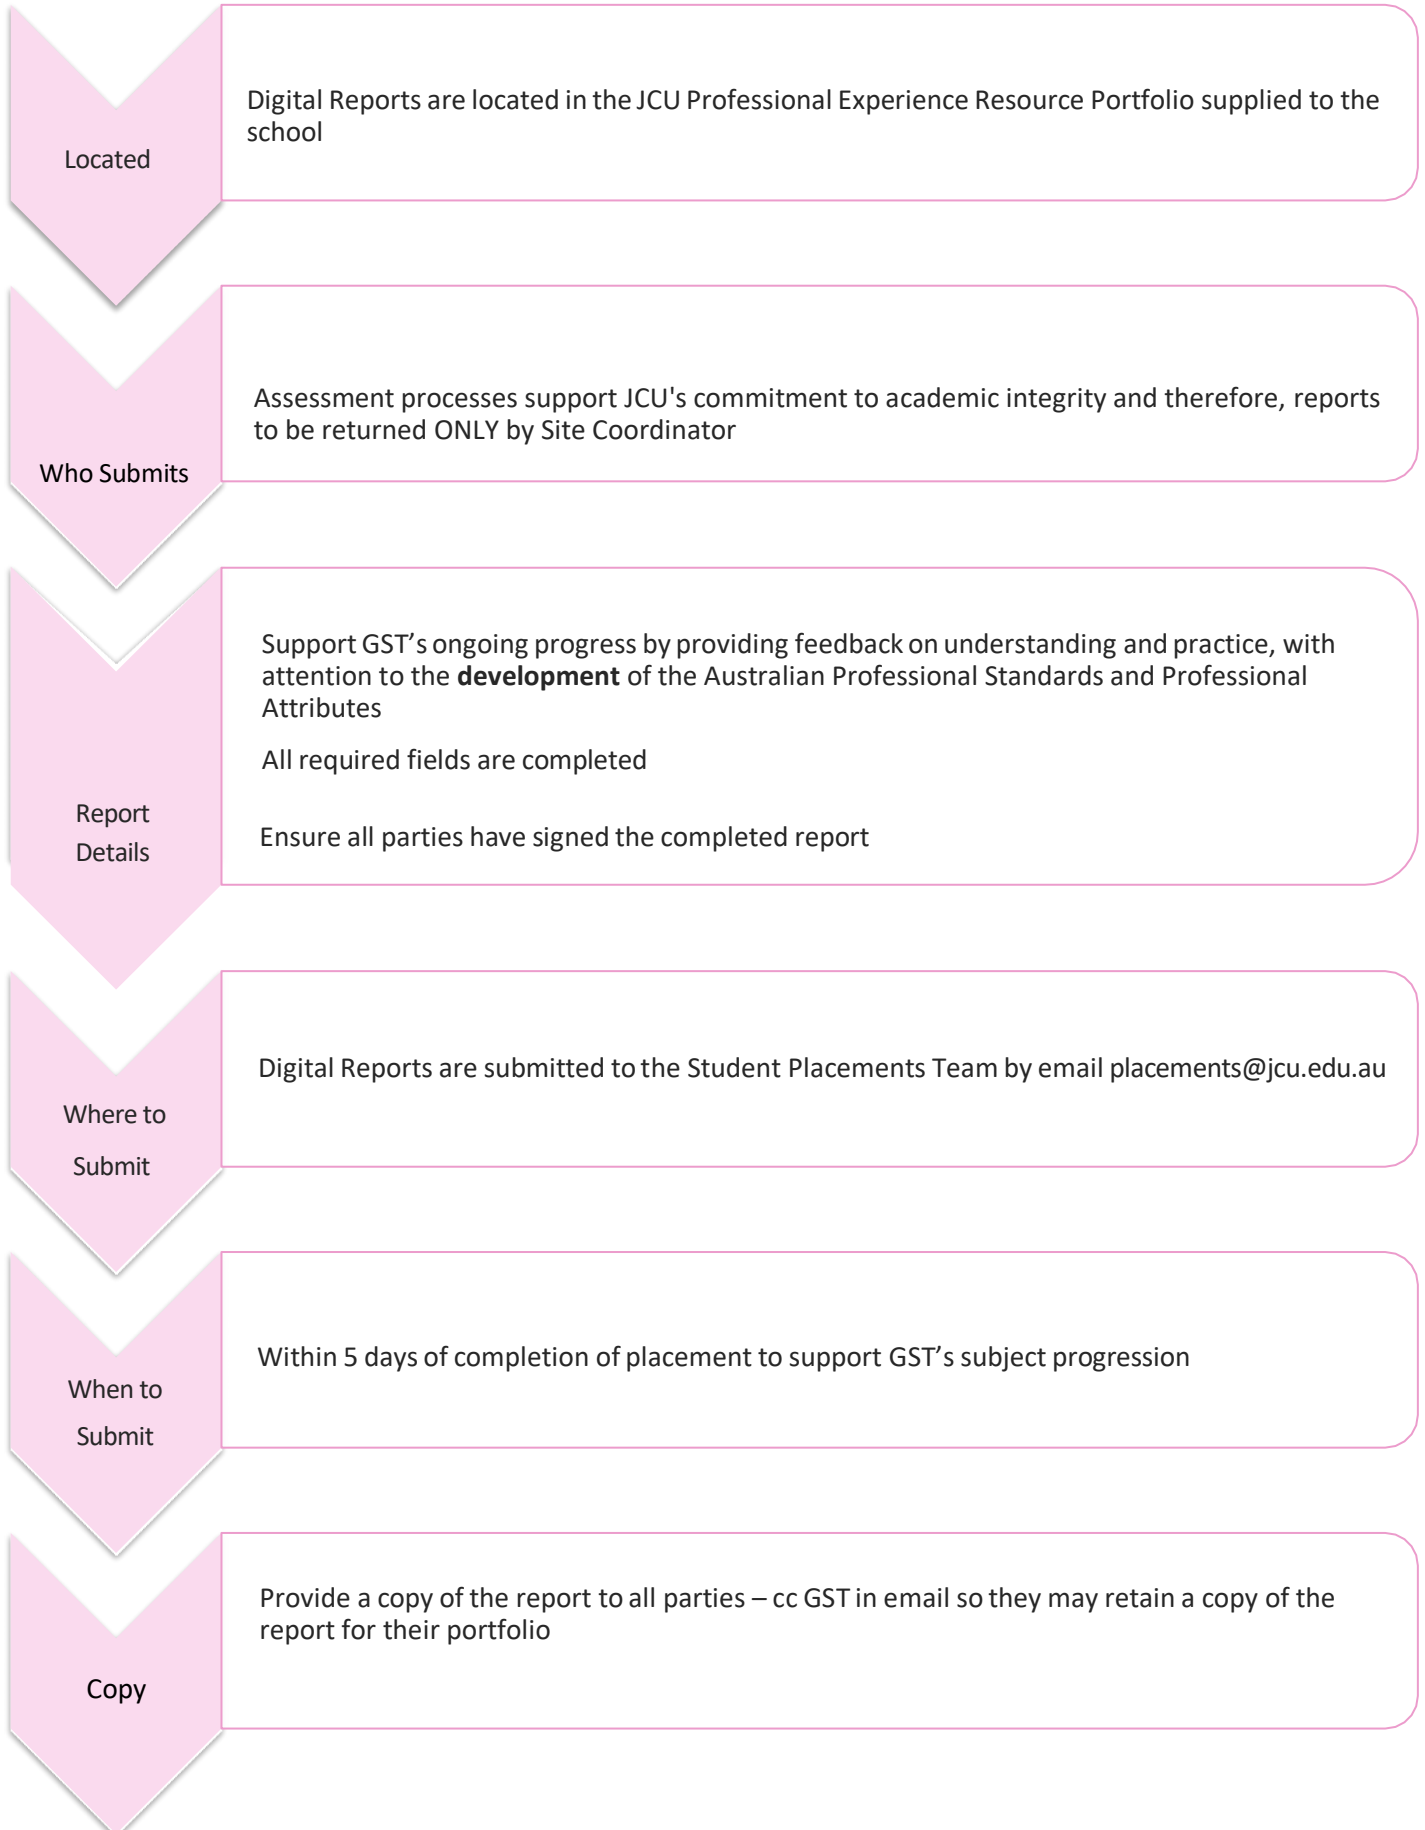 Located
Digital Reports are located in the JCU Professional Experience Resource Portfolio supplied to the
school
Who Submits
Assessment processes support JCU's commitment to academic integrity and therefore, reports
to be returned ONLY by Site Coordinator
Report
Details
Support GST’s ongoing progress by providing feedback on understanding and practice, with
attention to the development of the Australian Professional Standards and Professional
Attributes
All required fields are completed
Ensure all parties have signed the completed report
Where to
Submit
Digital Reports are submitted to the Student Placements Team by email placements@jcu.edu.au
When to
Submit
Within 5 days of completion of placement to support GST’s subject progression
Copy
Provide a copy of the report to all parties – cc GST in email so they may retain a copy of the
report for their portfolio